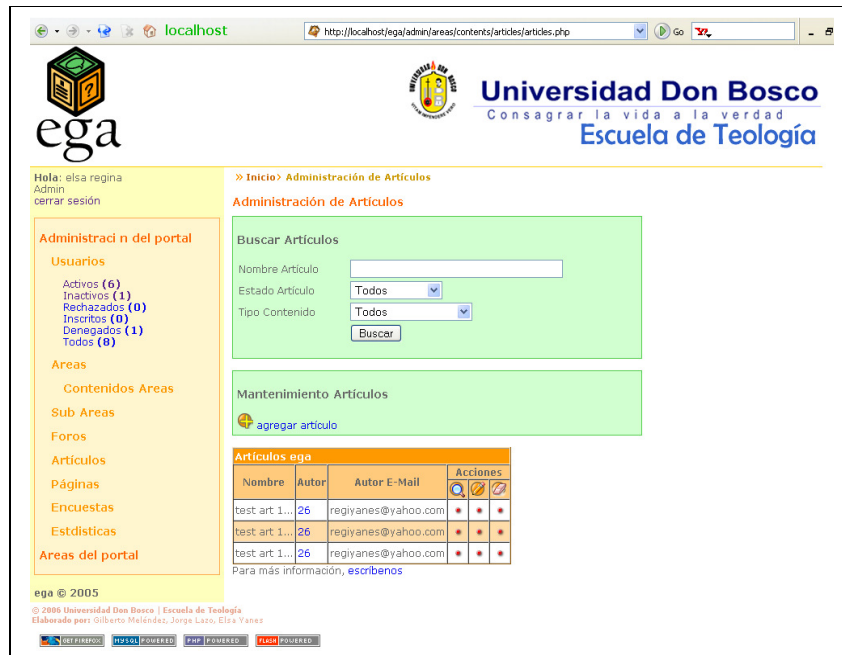 localhost
http://localhost/ega/admin/areas/contents/articles/articles.php
Go
ega
Universidad Don Bosco
Consagrar la vida a la verdad
Escuela de Teología
Hola: elsa regina
Admin
cerrar sesión
» Inicio› Administración de Artículos
Administración de Artículos
Administraci n del portal
Usuarios
Activos (6)
Inactivos (1)
Rechazados (0)
Inscritos (0)
Denegados (1)
Todos (8)
Areas
Contenidos Areas
Sub Areas
Foros
Artículos
Páginas
Encuestas
Estdisticas
Areas del portal
Buscar Artículos
Nombre Artículo
Estado Artículo Todos
Tipo Contenido Todos
Buscar
Mantenimiento Artículos
agregar artículo
Artículos ega
Nombre Autor Autor E-Mail Acciones
test art 1... 26 regiyanes@yahoo.com
test art 1... 26 regiyanes@yahoo.com
test art 1... 26 regiyanes@yahoo.com
Para más información, escríbenos
ega © 2005
© 2006 Universidad Don Bosco | Escuela de Teología
Elaborado por: Gilberto Meléndez, Jorge Lazo, Elsa Yanes
GET FIREFOX MYSQL POWERED PHP POWERED FLASH POWERED